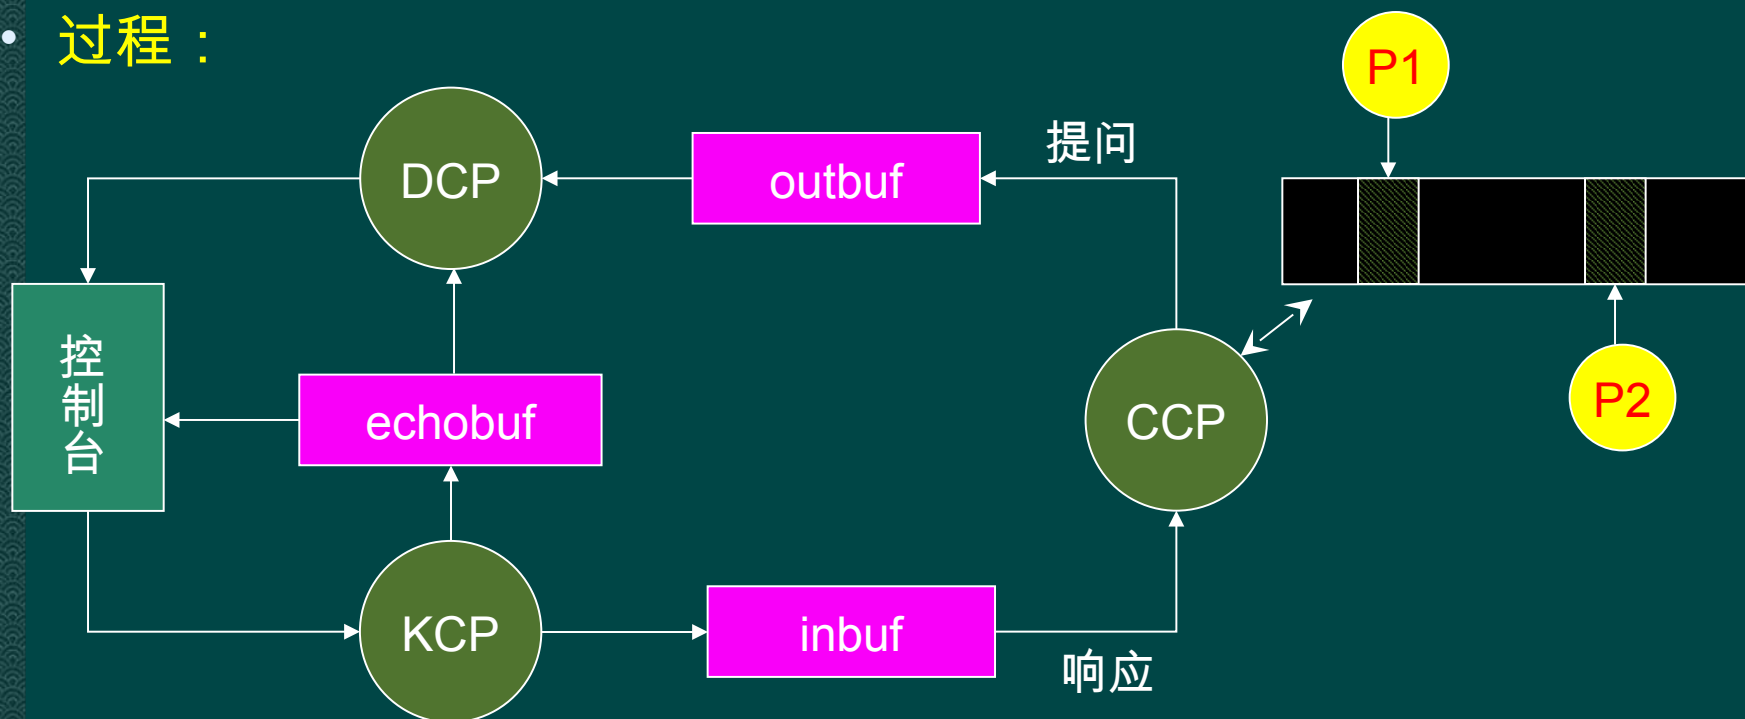 过程：
P1
提问
DCP
outbuf
控制台
echobuf
CCP
P2
KCP
inbuf
响应